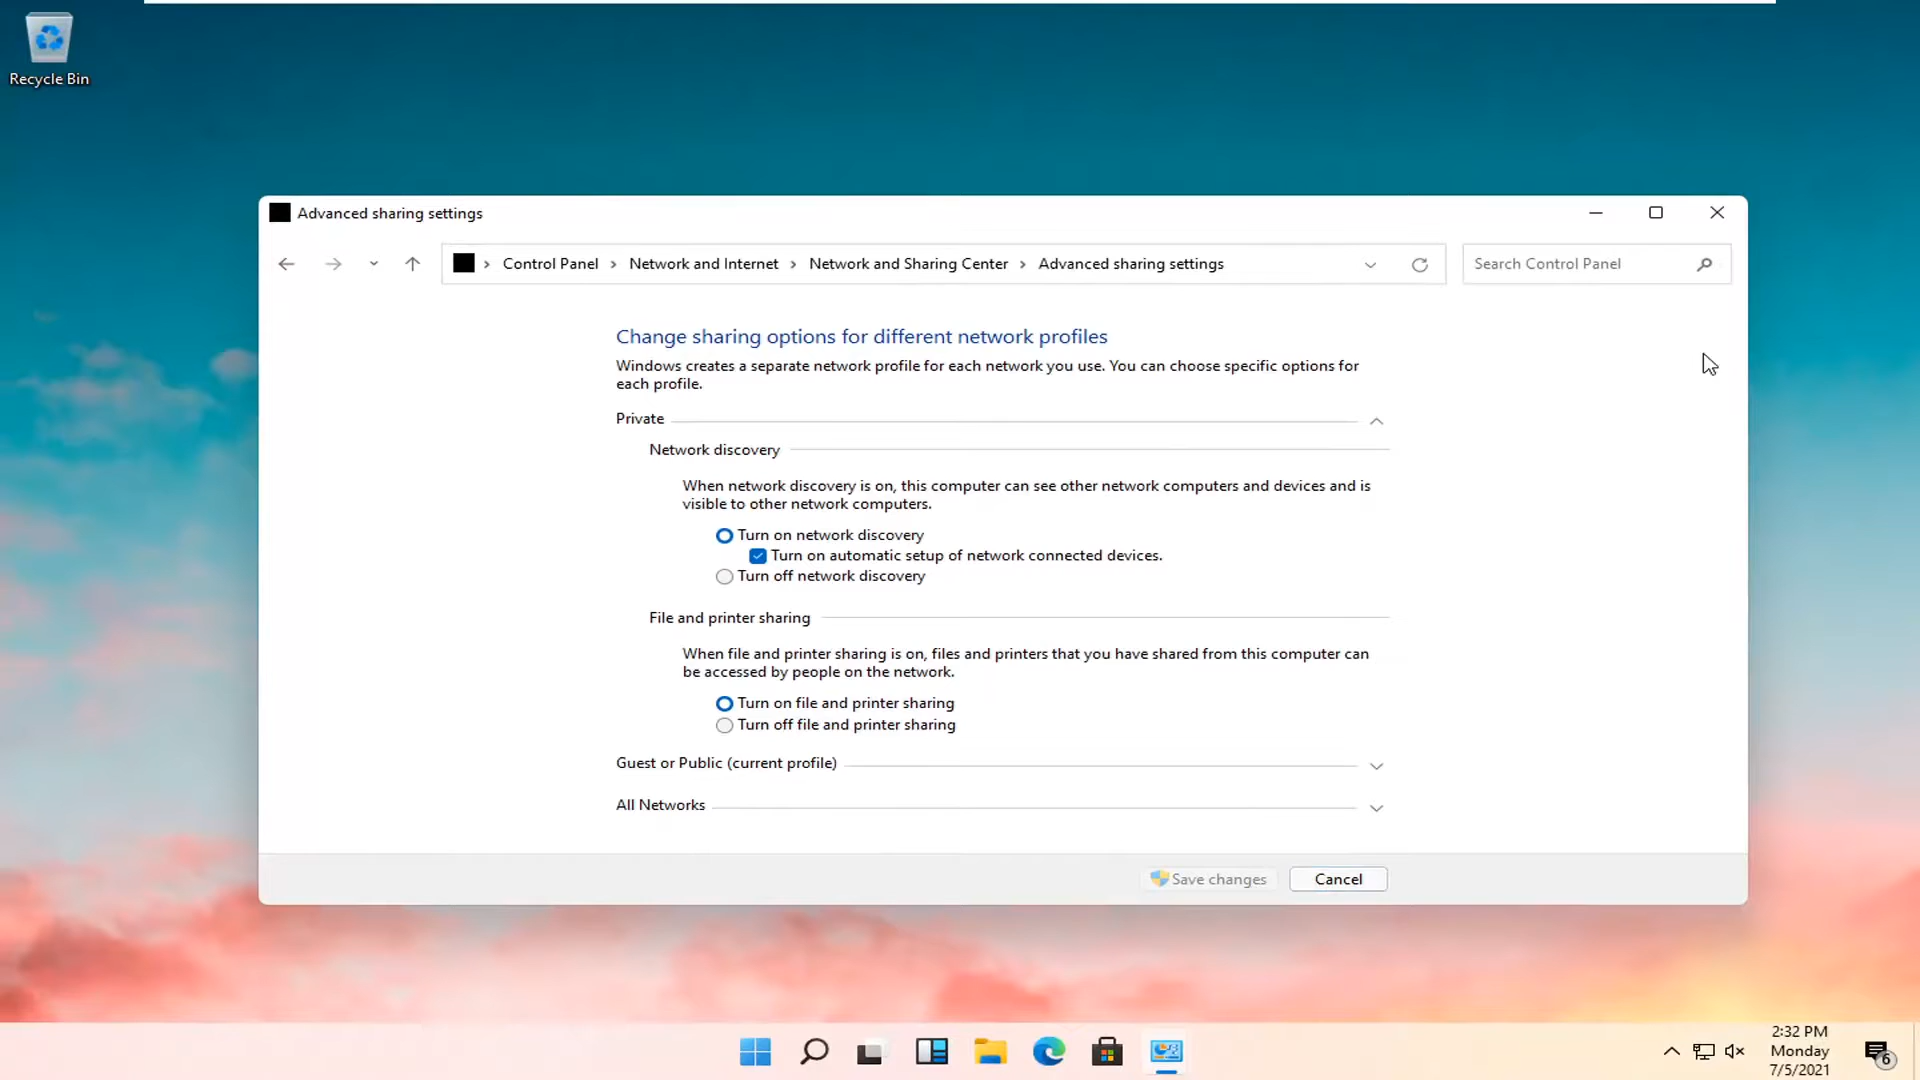 Recycle Bin
Advanced sharing settings
Control Panel > Network and Internet > Network and Sharing Center > Advanced sharing settings
Search Control Panel
Change sharing options for different network profiles
Windows creates a separate network profile for each network you use. You can choose specific options for
each profile.
Private
Network discovery
When network discovery is on, this computer can see other network computers and devices and is
visible to other network computers.
Turn on network discovery
Turn on automatic setup of network connected devices.
Turn off network discovery
File and printer sharing
When file and printer sharing is on, files and printers that you have shared from this computer can
be accessed by people on the network.
Turn on file and printer sharing
Turn off file and printer sharing
Guest or Public (current profile)
All Networks
Save changes
Cancel
2:32 PM
Monday
7/5/2021
6